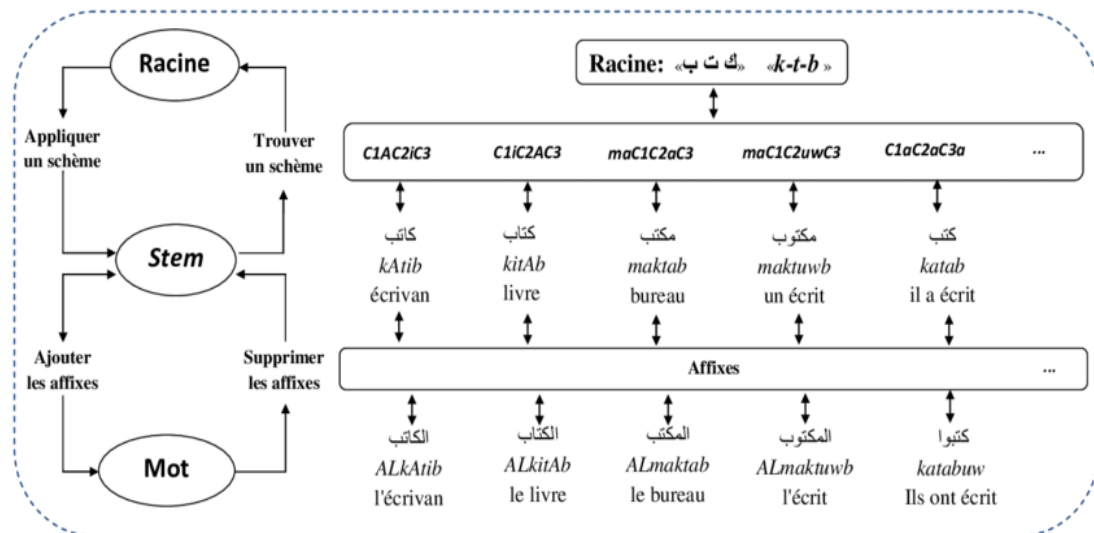 Racine
Appliquer
un schème
Trouver
un schème
Stem
Ajouter
les affixes
Supprimer
les affixes
Mot
Racine: «ك ت ب» «k-t-b »
C1AC2iC3 C1iC2AC3 maC1C2aC3 maC1C2uwC3 C1aC2aC3a ...
كاتب كتاب مكتب مكتوب كتب
kAtib kitAb maktab maktuwb katab
écrivan livre bureau un écrit il a écrit
Affixes ...
الكاتب الكتاب المكتب المكتوب كتبوا
ALkAtib ALkitAb ALmaktab ALmaktuwb katabuw
l'écrivan le livre le bureau l'écrit Ils ont écrit